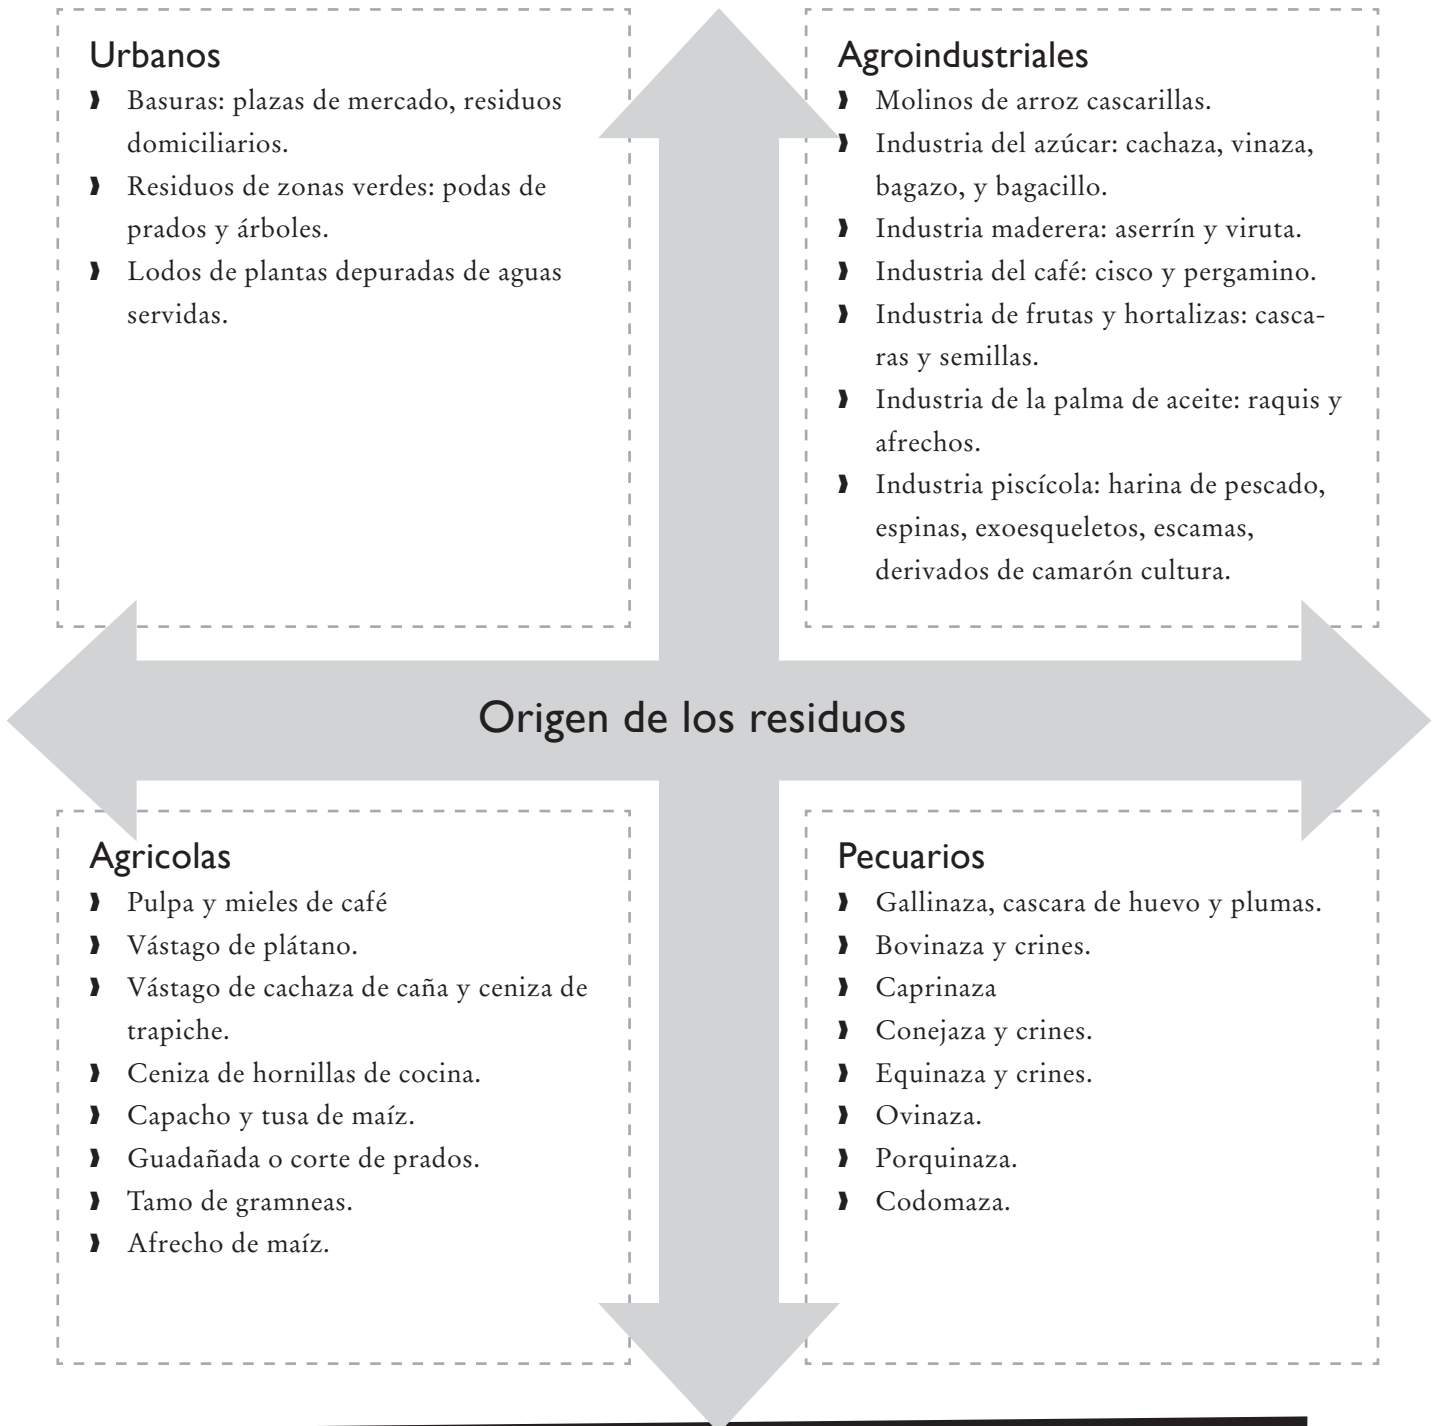 Urbanos
❱ Basuras: plazas de mercado, residuos
domiciliarios.
❱ Residuos de zonas verdes: podas de
prados y árboles.
❱ Lodos de plantas depuradas de aguas
servidas.
Agroindustriales
❱ Molinos de arroz cascarillas.
❱ Industria del azúcar: cachaza, vinaza,
bagazo, y bagacillo.
❱ Industria maderera: aserrín y viruta.
❱ Industria del café: cisco y pergamino.
❱ Industria de frutas y hortalizas: casca-
ras y semillas.
❱ Industria de la palma de aceite: raquis y
afrechos.
❱ Industria piscícola: harina de pescado,
espinas, exoesqueletos, escamas,
derivados de camarón cultura.
Origen de los residuos
Agricolas
❱ Pulpa y mieles de café
❱ Vástago de plátano.
❱ Vástago de cachaza de caña y ceniza de
trapiche.
❱ Ceniza de hornillas de cocina.
❱ Capacho y tusa de maíz.
❱ Guadañada o corte de prados.
❱ Tamo de gramneas.
❱ Afrecho de maíz.
Pecuarios
❱ Gallinaza, cascara de huevo y plumas.
❱ Bovinaza y crines.
❱ Caprinaza
❱ Conejaza y crines.
❱ Equinaza y crines.
❱ Ovinaza.
❱ Porquinaza.
❱ Codomaza.